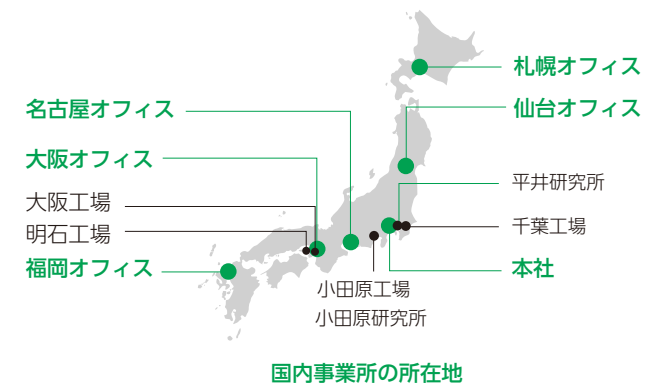 札幌オフィス
名古屋オフィス
仙台オフィス
大阪オフィス
平井研究所
大阪工場
千葉工場
明石工場
福岡オフィス
本社
小田原工場
小田原研究所
国内事業所の所在地